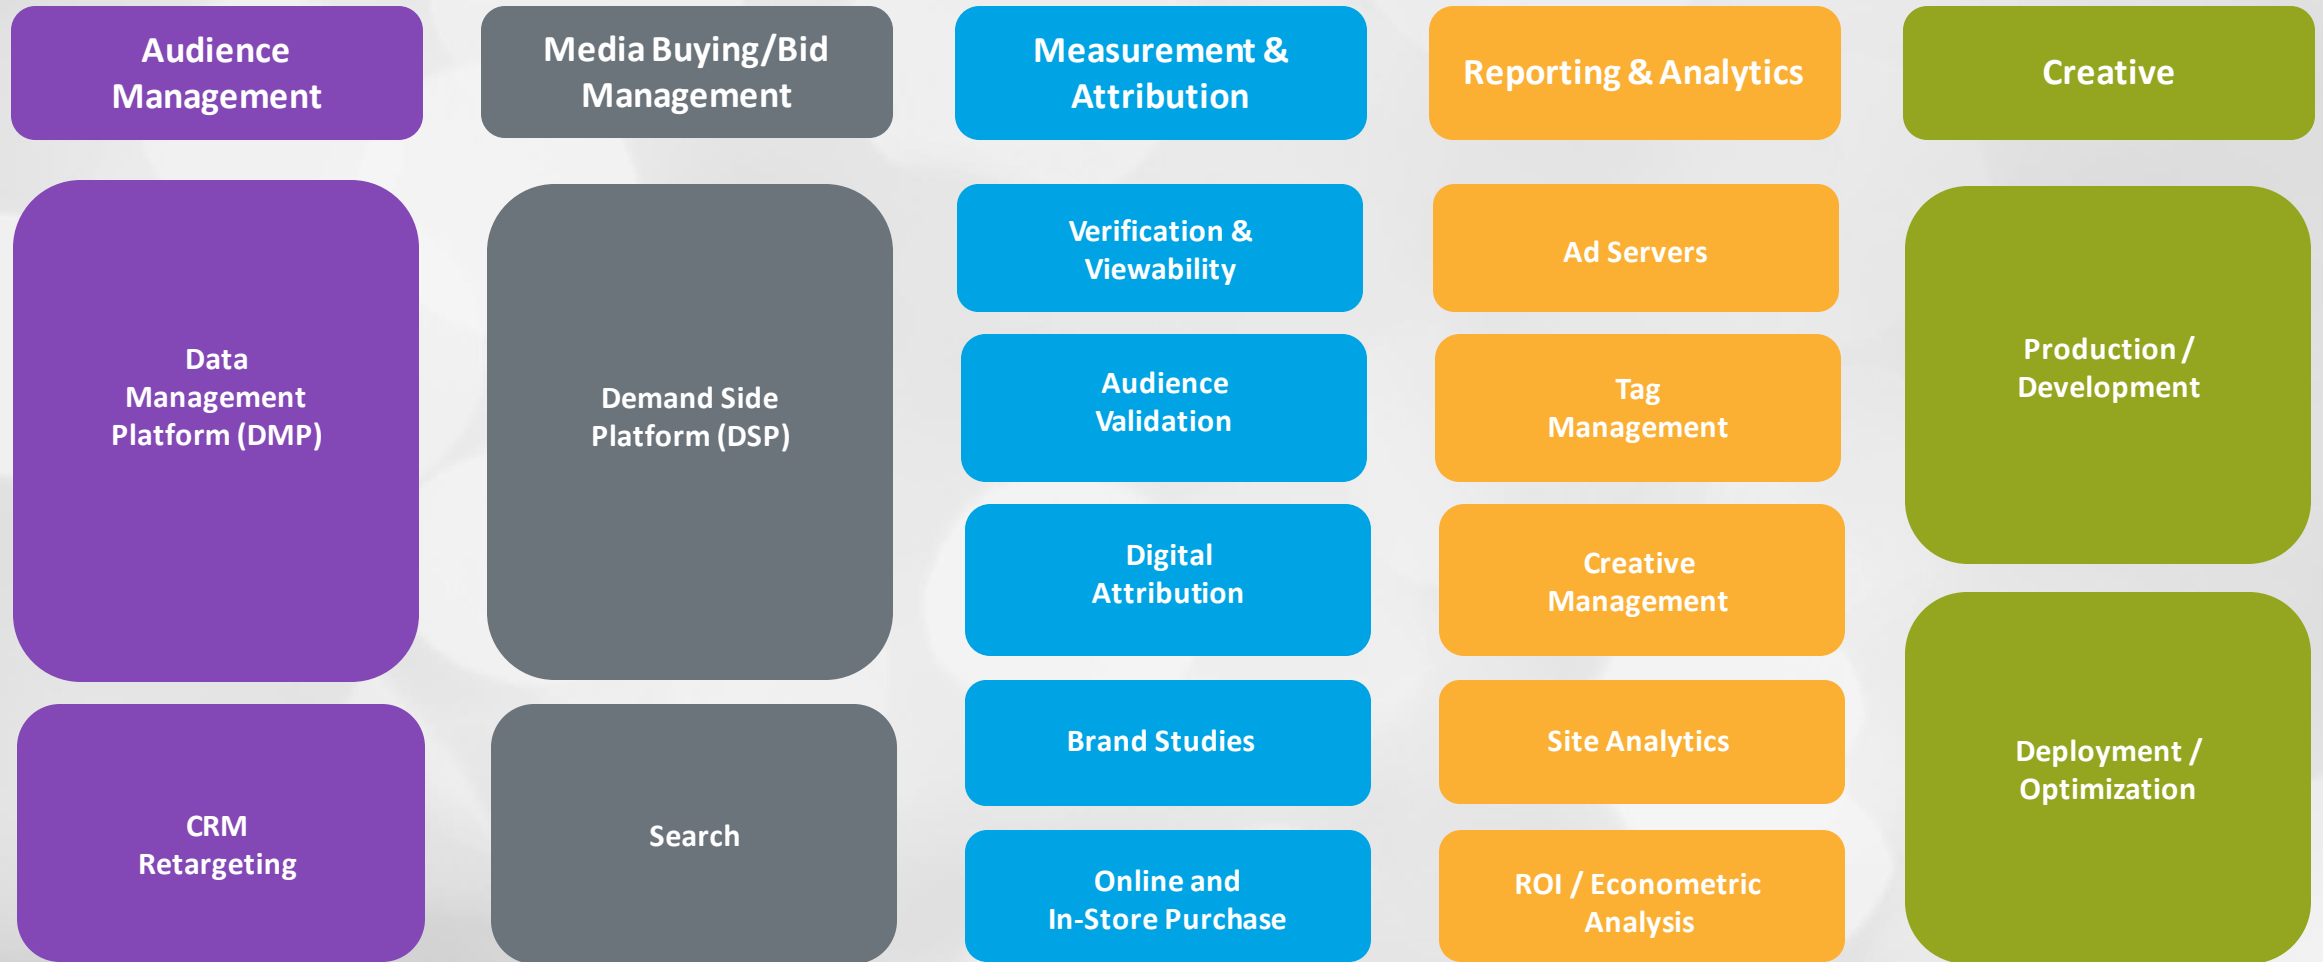 Audience
Management
Media Buying/Bid
Management
Measurement &
Attribution
Reporting & Analytics
Creative
Data
Management
Platform (DMP)
CRM
Retargeting
Demand Side
Platform (DSP)
Search
Verification &
Viewability
Audience
Validation
Digital
Attribution
Brand Studies
Online and
In-Store Purchase
Ad Servers
Tag
Management
Creative
Management
Site Analytics
ROI / Econometric
Analysis
Production /
Development
Deployment /
Optimization